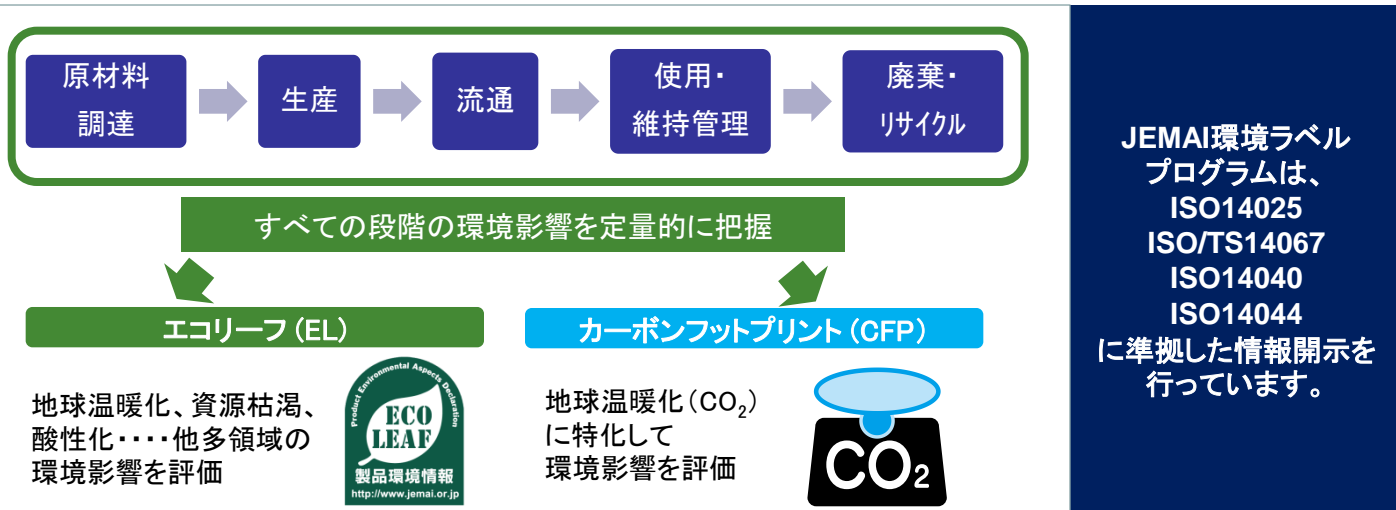 原材料
調達
生産
流通
使用・
維持管理
廃棄・
ﾘｻｲｸﾙ
すべての段階の環境影響を定量的に把握
エコリーフ(EL)
カーボンフットプリント(CFP)
地球温暖化、資源枯渇、
酸性化・・・・他多領域の
環境影響を評価
Product Environmental Aspects Declaration
ECO
LEAF
製品環境情報
http://www.jemai.or.jp
地球温暖化(CO₂)
に特化して
環境影響を評価
CO₂
JEMAI環境ラベル
プログラムは、
ISO14025
ISO/TS14067
ISO14040
ISO14044
に準拠した情報開示を
行っています。